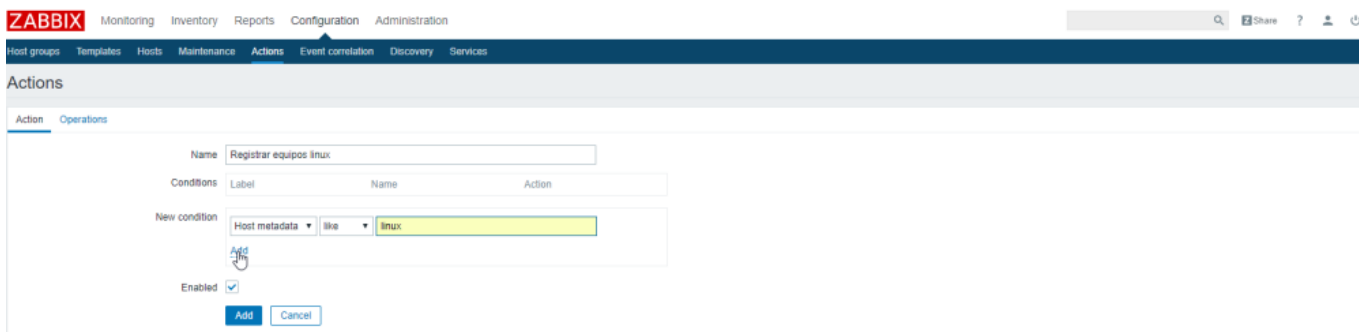 ZABBIX Monitoring Inventory Reports Configuration Administration Share ?
Host groups Templates Hosts Maintenance Actions Event correlation Discovery Services
Actions
Action Operations
Name Registrar equipos linux
Conditions Label Name Action
New condition Host metadata like linux
Add
Enabled
Add Cancel